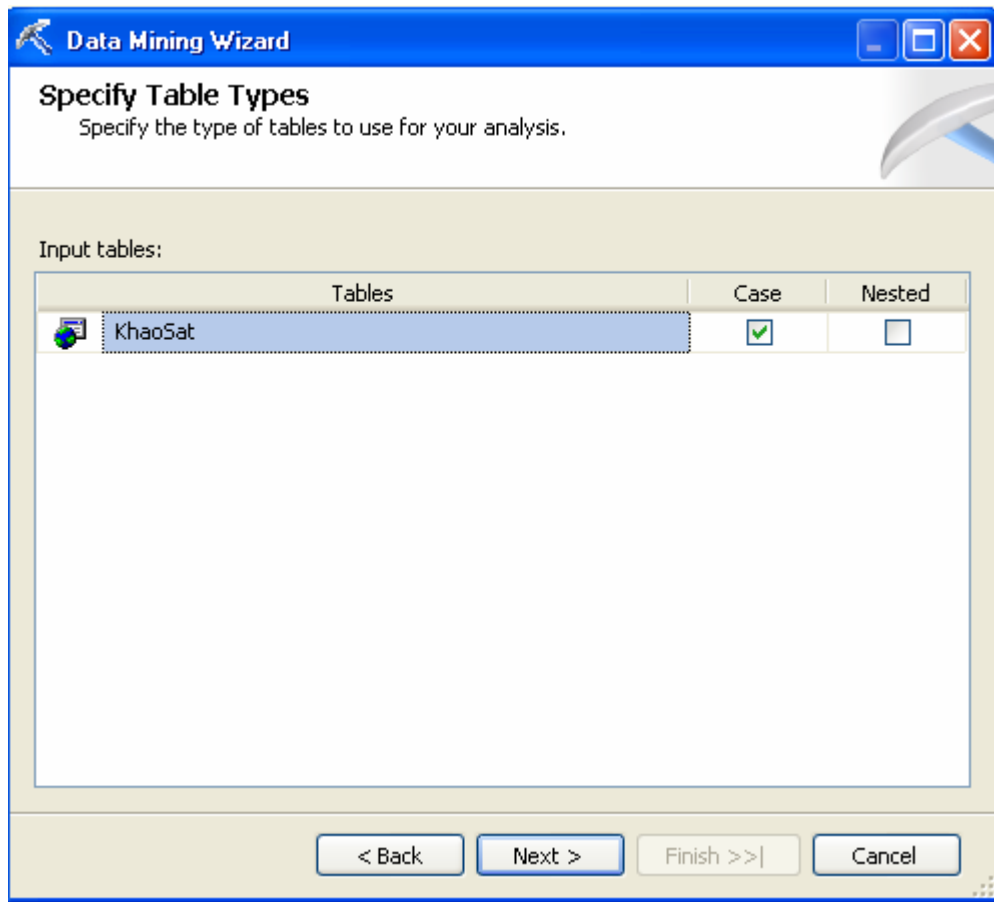 Data Mining Wizard
Specify Table Types
Specify the type of tables to use for your analysis.
Input tables:
Tables Case Nested
KhaoSat
< Back Next > Finish >>| Cancel